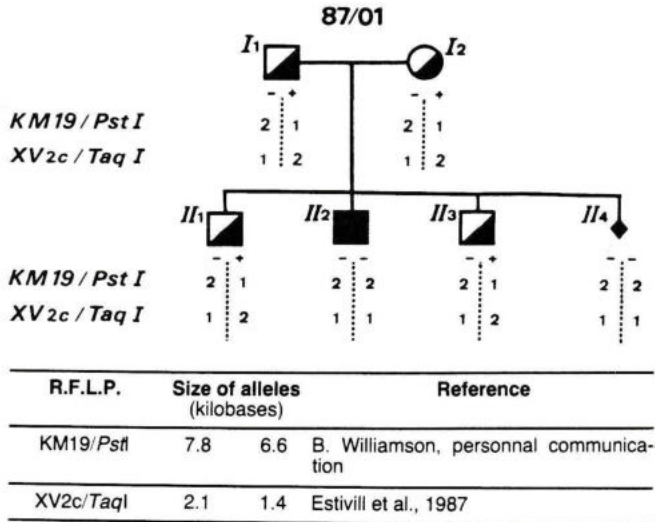 87/01
I1 I2
- + - +
KM19/Pst I 2 1 2 1
XV2c/Taq I 1 2 1 2
II1 II2 II3 II4
- + - - - + - -
KM19/Pst I 2 1 2 2 2 1 2 2
XV2c/Taq I 1 2 1 1 1 2 1 1
R.F.L.P. Size of alleles Reference
(kilobases)
KM19/PstI 7.8 6.6 B. Williamson, personnal communica-
tion
XV2c/TaqI 2.1 1.4 Estivill et al., 1987